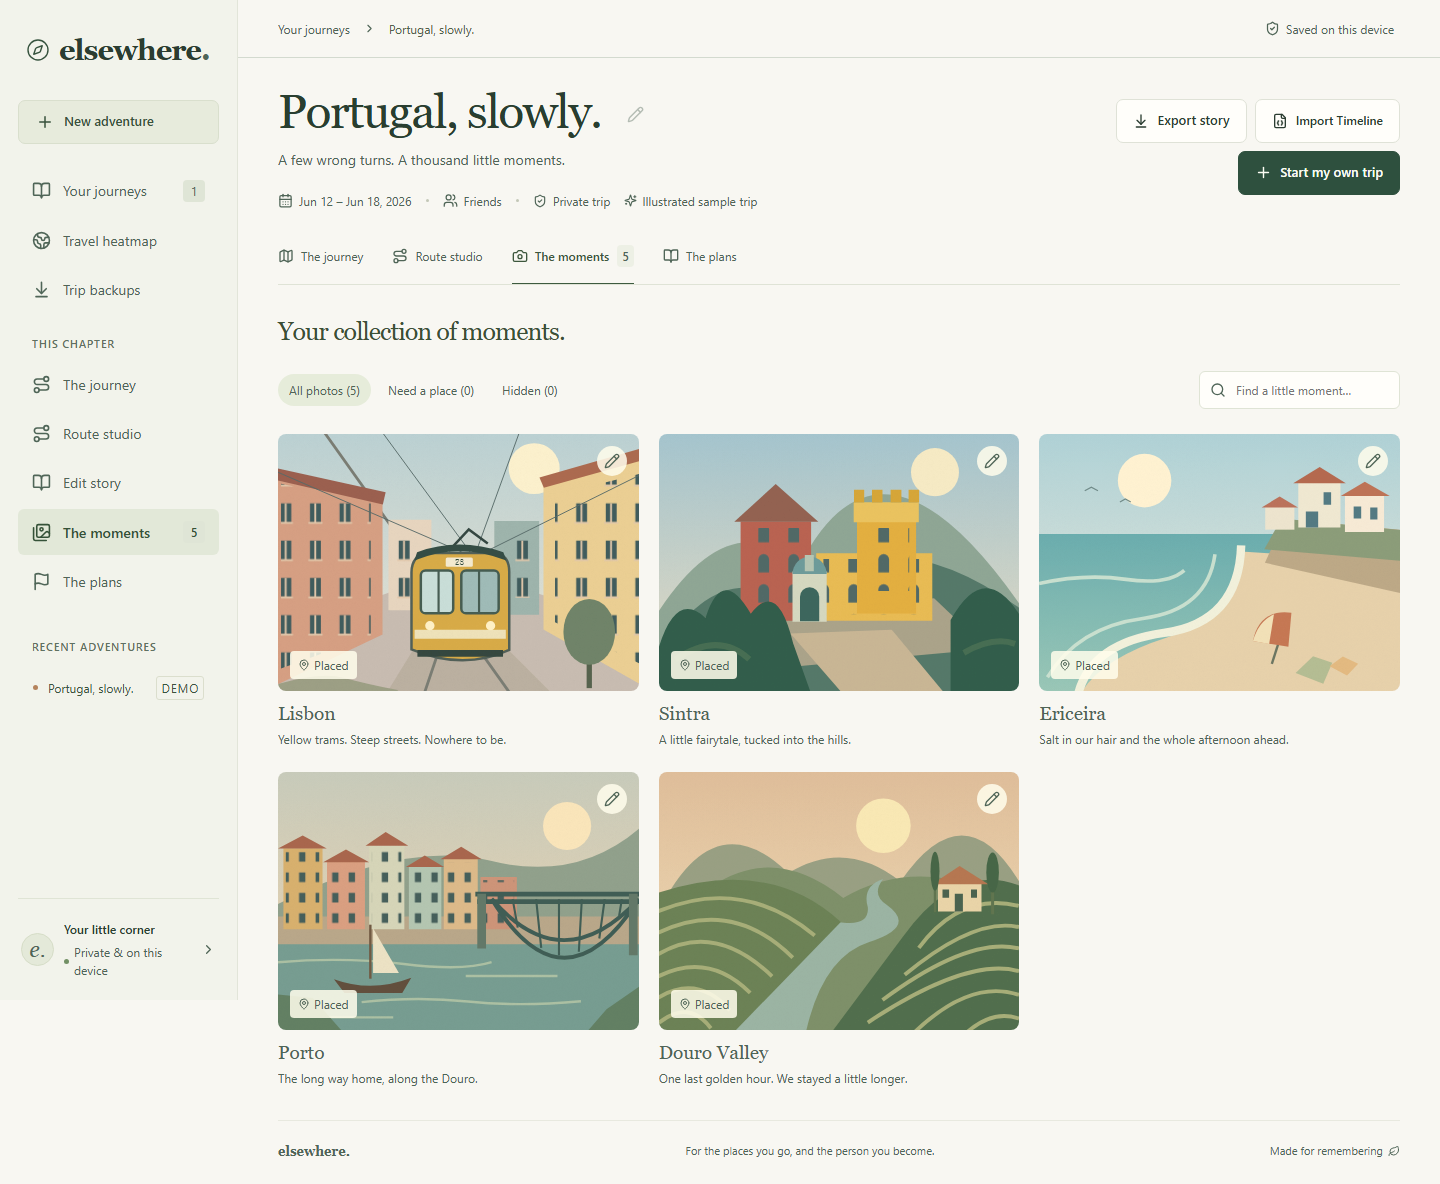 elsewhere.
New adventure
Your journeys 1
Travel heatmap
Trip backups
THIS CHAPTER
The journey
Route studio
Edit story
The moments 5
The plans
RECENT ADVENTURES
Portugal, slowly. DEMO
e.
Your little corner
Private & on this
device
Your journeys Portugal, slowly.
Saved on this device
Portugal, slowly.
A few wrong turns. A thousand little moments.
Jun 12 – Jun 18, 2026 • Friends • Private trip Illustrated sample trip
Export story
Import Timeline
Start my own trip
The journey
Route studio
The moments 5
The plans
Your collection of moments.
All photos (5)
Need a place (0)
Hidden (0)
Find a little moment...
28
Placed
Lisbon
Yellow trams. Steep streets. Nowhere to be.
Placed
Sintra
A little fairytale, tucked into the hills.
Placed
Ericeira
Salt in our hair and the whole afternoon ahead.
Placed
Porto
The long way home, along the Douro.
Placed
Douro Valley
One last golden hour. We stayed a little longer.
elsewhere.
For the places you go, and the person you become.
Made for remembering